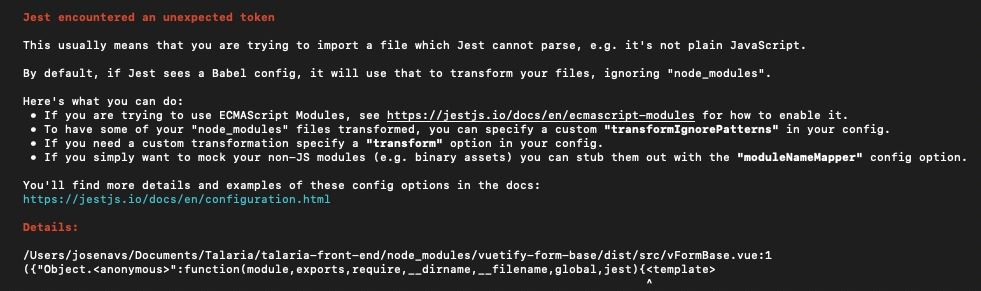 Jest encountered an unexpected token
This usually means that you are trying to import a file which Jest cannot parse, e.g. it's not plain JavaScript.
By default, if Jest sees a Babel config, it will use that to transform your files, ignoring "node_modules".
Here's what you can do:
• If you are trying to use ECMAScript Modules, see https://jestjs.io/docs/en/ecmascript-modules for how to enable it.
• To have some of your "node_modules" files transformed, you can specify a custom "transformIgnorePatterns" in your config.
• If you need a custom transformation specify a "transform" option in your config.
• If you simply want to mock your non-JS modules (e.g. binary assets) you can stub them out with the "moduleNameMapper" config option.
You'll find more details and examples of these config options in the docs:
https://jestjs.io/docs/en/configuration.html
Details:
/Users/josenavs/Documents/Talaria/talaria-front-end/node_modules/vuetify-form-base/dist/src/vFormBase.vue:1
({"Object.<anonymous>":function(module,exports,require,__dirname,__filename,global,jest){<template>
^